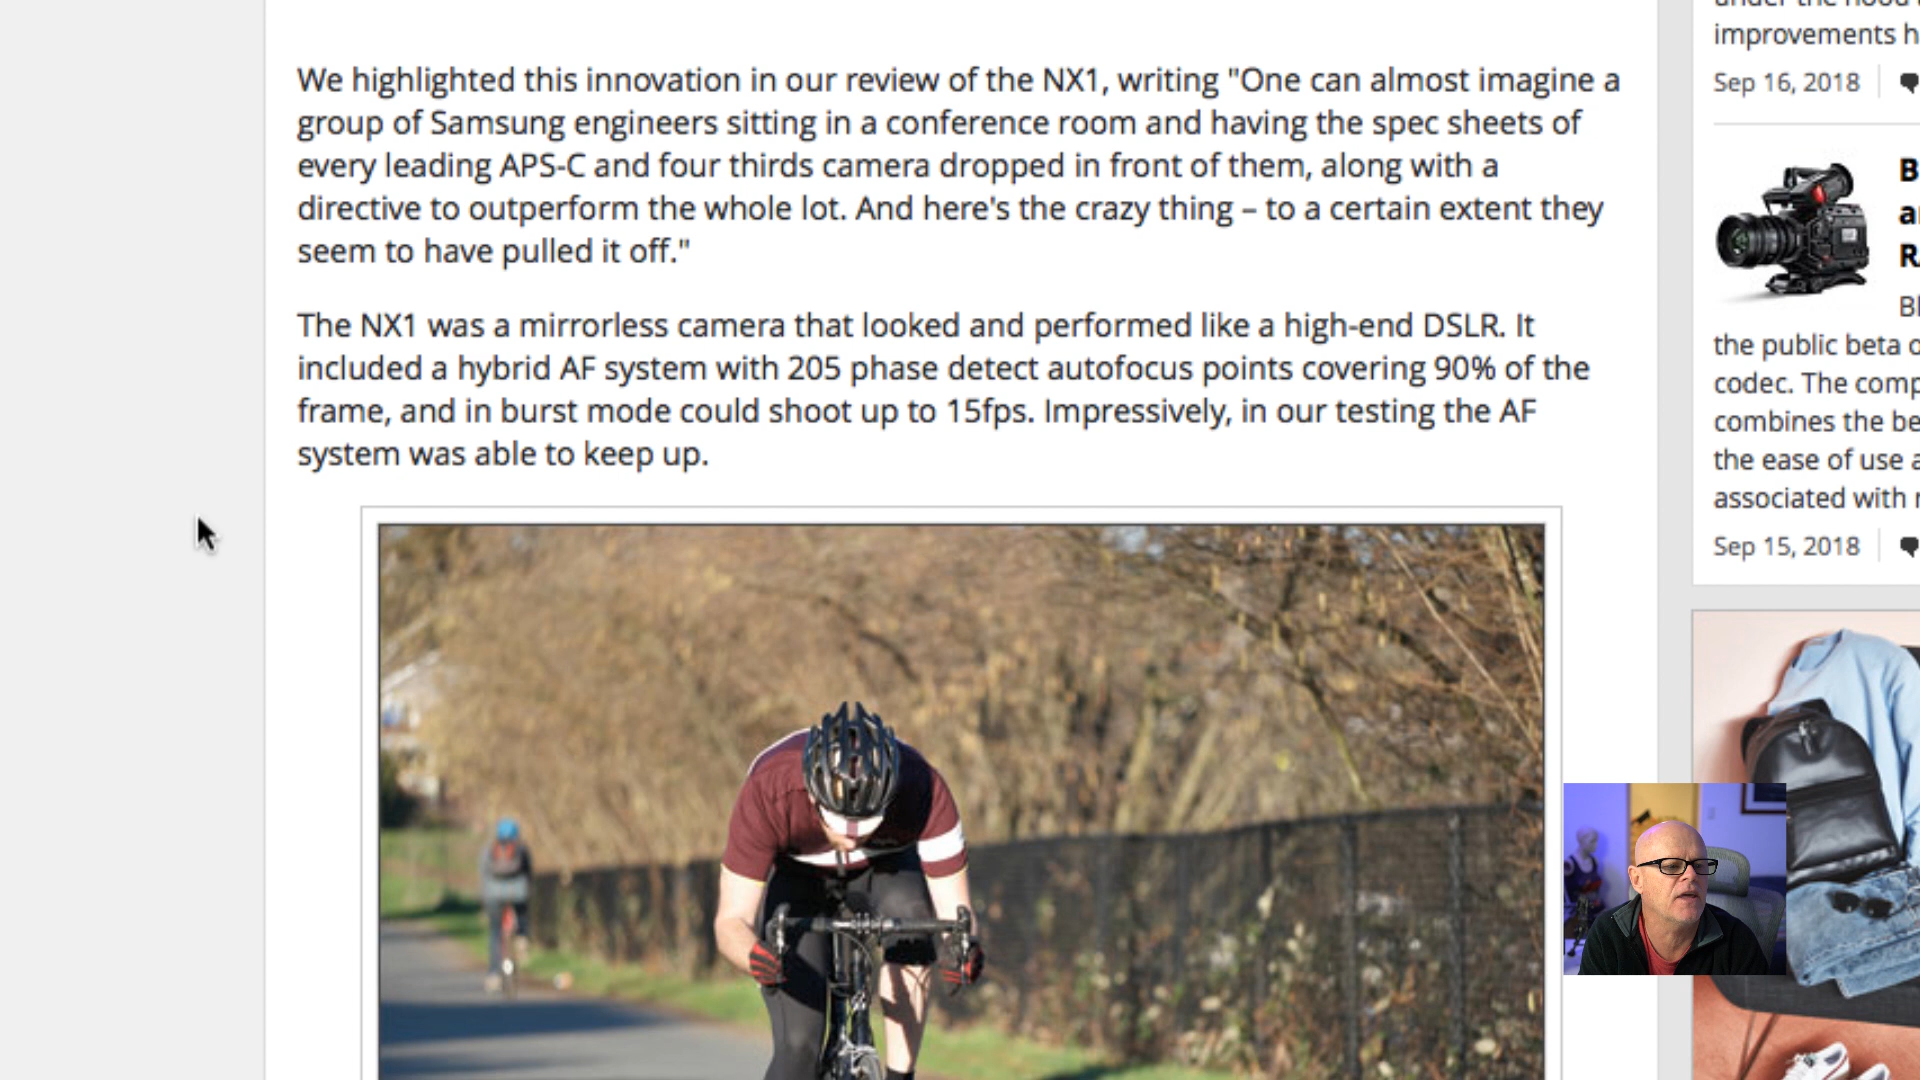 We highlighted this innovation in our review of the NX1, writing "One can almost imagine a
group of Samsung engineers sitting in a conference room and having the spec sheets of
every leading APS-C and four thirds camera dropped in front of them, along with a
directive to outperform the whole lot. And here's the crazy thing – to a certain extent they
seem to have pulled it off."
The NX1 was a mirrorless camera that looked and performed like a high-end DSLR. It
included a hybrid AF system with 205 phase detect autofocus points covering 90% of the
frame, and in burst mode could shoot up to 15fps. Impressively, in our testing the AF
system was able to keep up.
under the hood
improvements
Sep 16, 2018
the public beta
codec. The
combines the
the ease of use
associated with
Sep 15, 2018